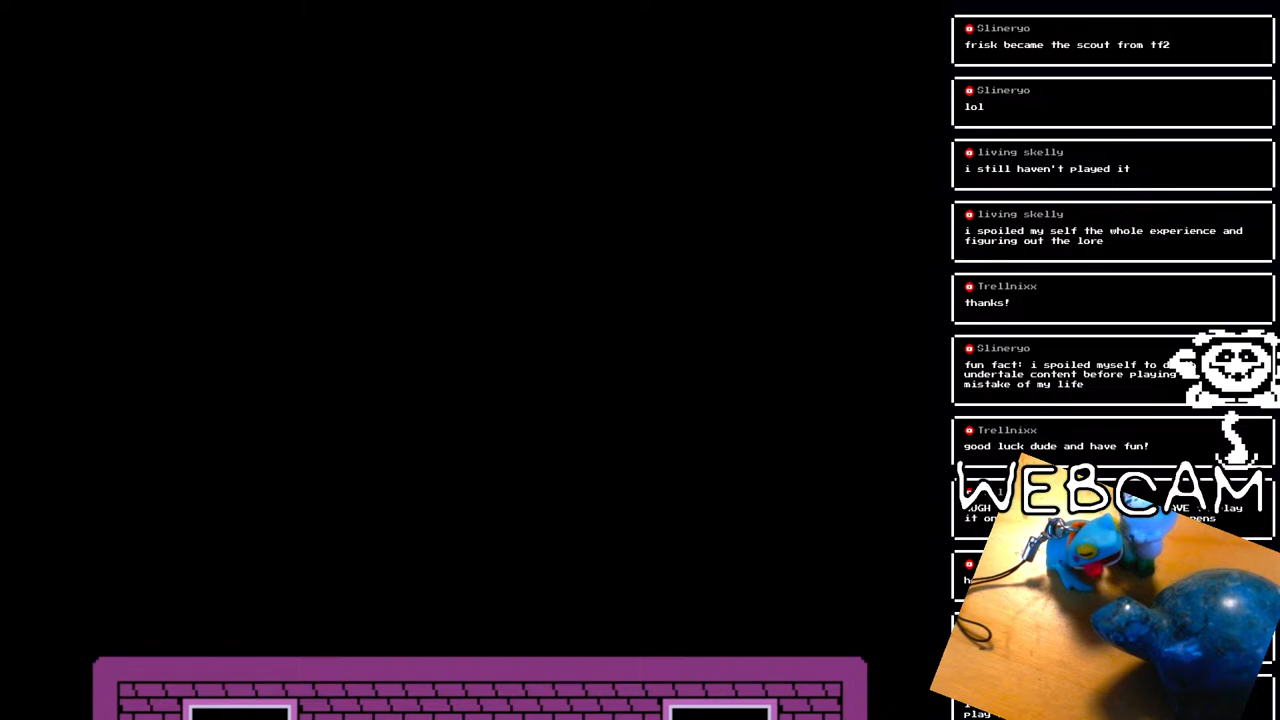 Slineryo
frisk became the scout from tf2
Slineryo
lol
living skelly
i still haven't played it
living skelly
i spoiled my self the whole experience and
figuring out the lore
Trellnixx
thanks!
Slineryo
fun fact: i spoiled myself to
undertale content before playing
mistake of my life
Trellnixx
good luck dude and have fun!
WEBCAM
it
play